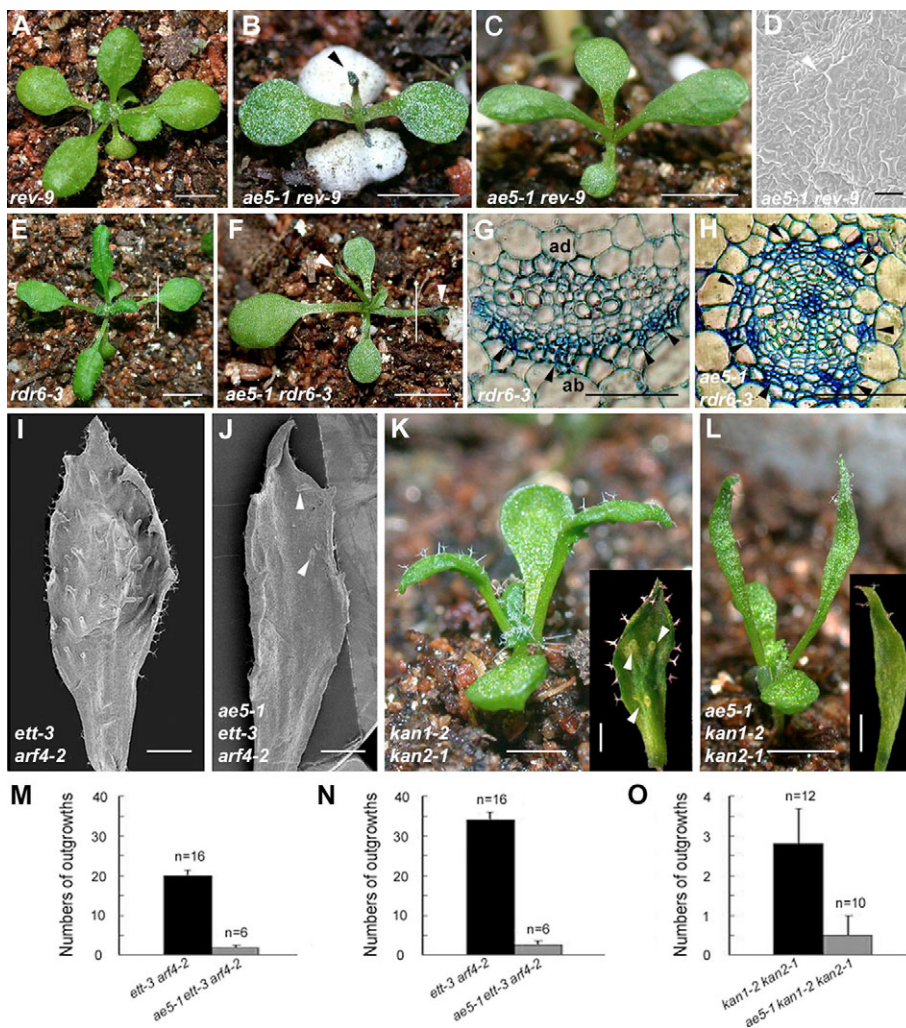 A
rev-9
B
ae5-1 rev-9
C
ae5-1 rev-9
D
ae5-1 rev-9
E
rdr6-3
F
ae5-1 rdr6-3
G
ad
ab
rdr6-3
H
ae5-1
rdr6-3
I
ett-3
arf4-2
J
ae5-1
ett-3
arf4-2
K
kan1-2
kan2-1
L
ae5-1
kan1-2
kan2-1
M
Numbers of outgrowths
40
30
20
10
0
n=16
n=6
ett-3 arf4-2
ae5-1 ett-3 arf4-2
N
Numbers of outgrowths
40
30
20
10
0
n=16
n=6
ett-3 arf4-2
ae5-1 ett-3 arf4-2
O
Numbers of outgrowths
4
3
2
1
0
n=12
n=10
kan1-2 kan2-1
ae5-1 kan1-2 kan2-1